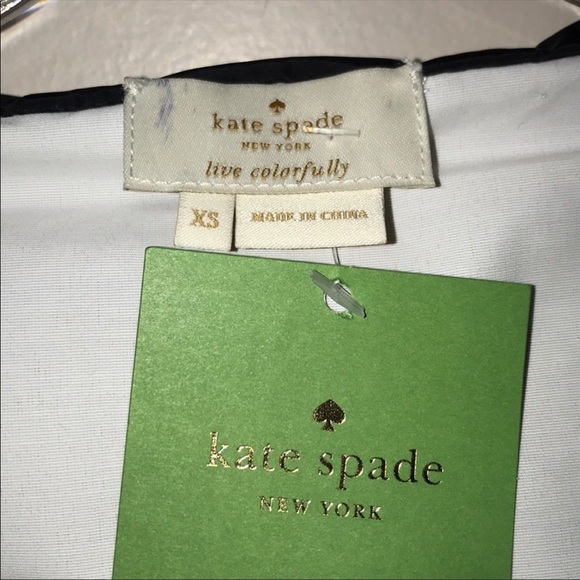 kate spade
NEW YORK
live colorfully
XS
MADE IN CHINA
kate spade
NEW YORK